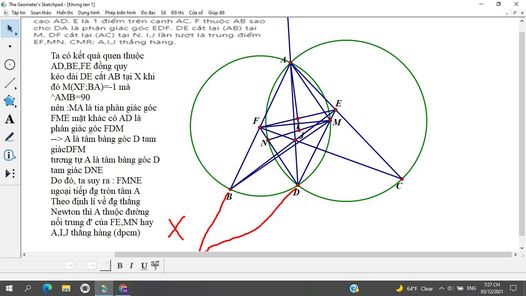 The Geometer's Sketchpad - [Khong ten 1]
Tập tin Soạn thảo Hiển thị Dựng hình Phép biến hình Đo đạc Số Đồ thị Cửa sổ Giúp đỡ
cao AD. E là 1 điểm trên cạnh AC, F thuộc AB sao
cho DA là phân giác góc EDF. DE cắt lại (AB) tại
M, DF cắt lại (AC) tại N. I,J lần lượt là trung điểm
EF,MN. CMR: A,I,J thẳng hàng.
Ta có kết quả quen thuộc
AD,BE,FE đồng quy
kéo dài DE cắt AB tại X khi
đó M(XF;BA)=-1 mà
^AMB=90
nên :MA là tia phân giác góc
FME mặt khác có AD là
phân giác góc FDM
--> A là tâm bàng góc D tam
giácDFM
tương tự A là tâm bàng góc D
tam giác DNE
Do đó, ta suy ra : FMNE
ngoại tiếp đg tròn tâm A
Theo định lí về đg thẳng
Newton thì A thuộc đường
nối trung đ' của FE,MN hay
A,I,J thẳng hàng (dpcm)
A
E
F
M
I
J
N
B
D
C
X
B I U
64°F Clear
ENG
7:27 CH
03/12/2021